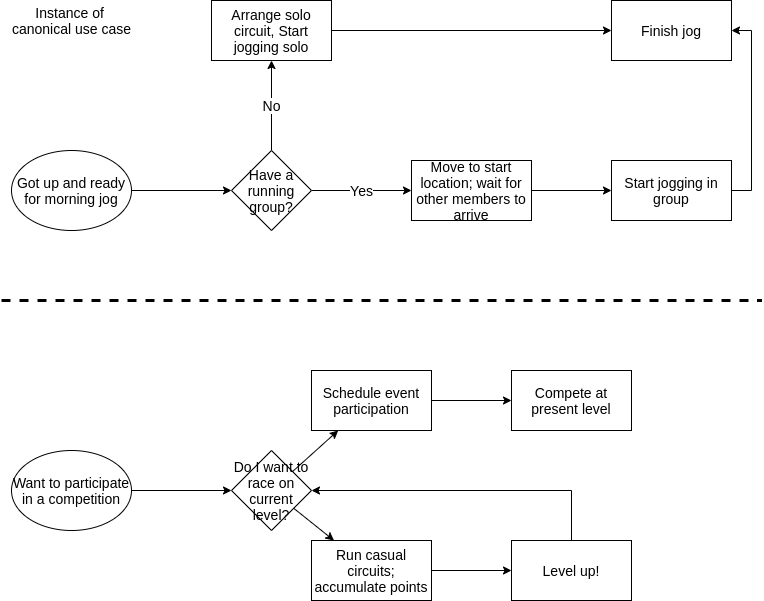 Instance of
canonical use case
Arrange solo
circuit, Start
jogging solo
Finish jog
No
Got up and ready
for morning jog
Have a
running
group?
Yes
Move to start
location; wait for
other members to
arrive
Start jogging in
group
Schedule event
participation
Compete at
present level
Want to participate
in a competition
Do I want to
race on
current
level?
Run casual
circuits;
accumulate points
Level up!